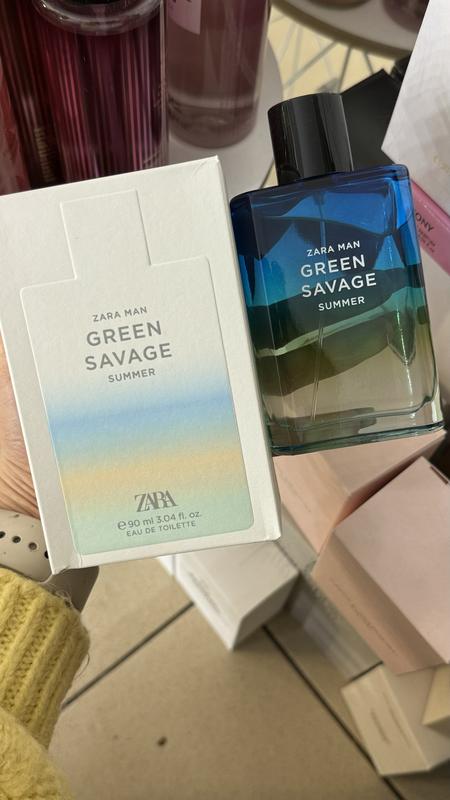 ZARA MAN
GREEN
SAVAGE
SUMMER
ZARA
e 90 ml 3.04 fl. oz.
EAU DE TOILETTE
ZARA MAN
GREEN
SAVAGE
SUMMER
ONY